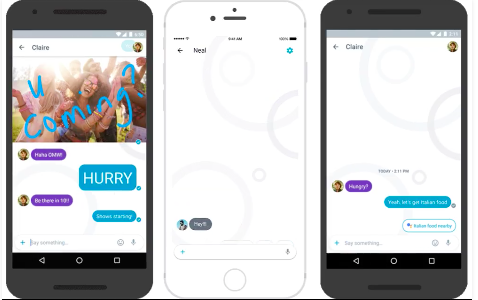 Claire
U
coming?
Haha OMW!
HURRY
Be there in 10!!
Shows starting!
Say something...
9:41 AM
100%
Neal
Hey!!
Claire
TODAY • 2:11 PM
Hungry?
Yeah, let's get Italian food
Italian food nearby
Say something...